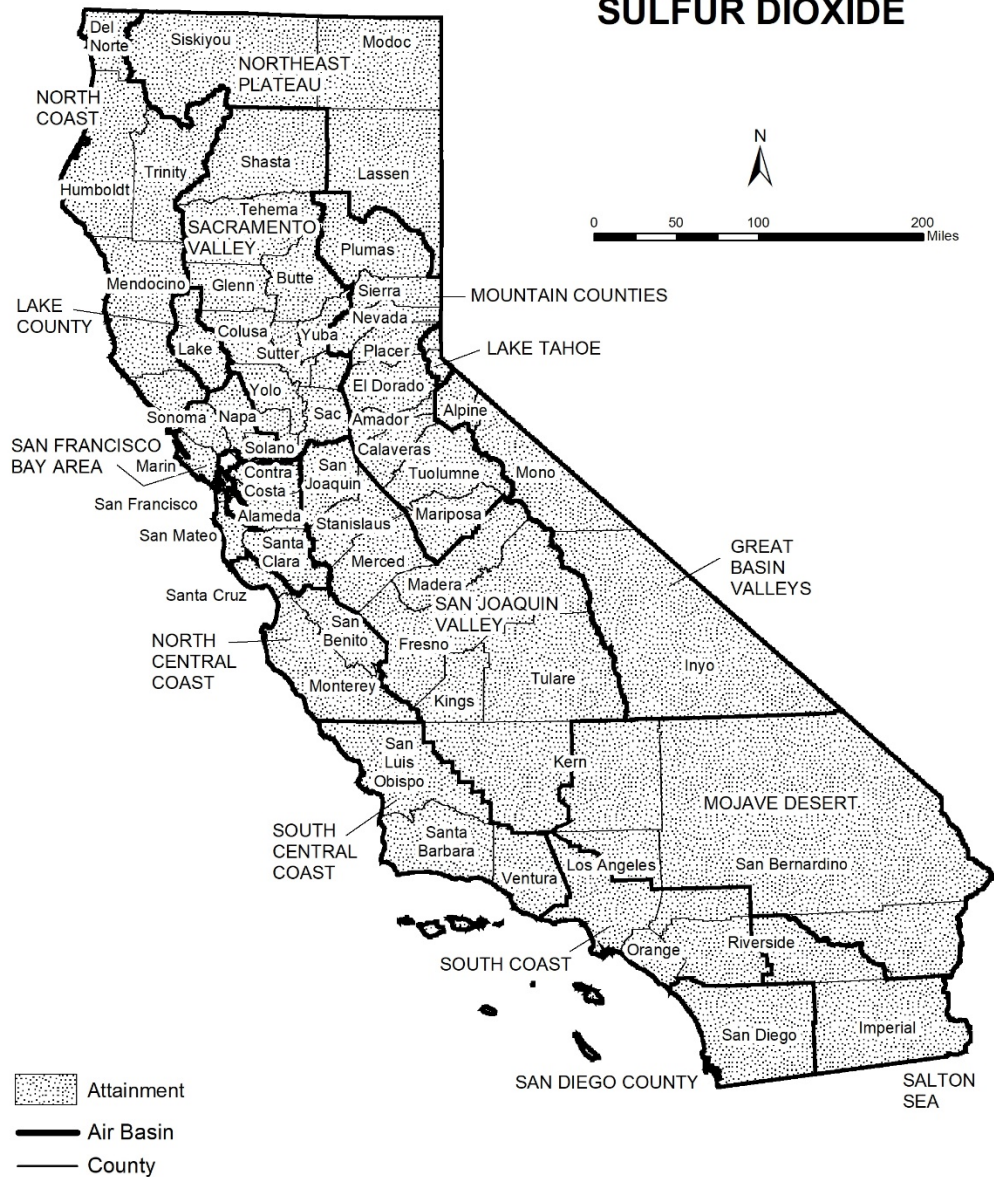 SULFUR DIOXIDE
Del
Norte
Siskiyou
Modoc
NORTHEAST
PLATEAU
NORTH
COAST
Humboldt
Trinity
Shasta
Lassen
N
0 50 100 200
Miles
Tehema
SACRAMENTO
VALLEY
Plumas
Mendocino
Glenn
Butte
Sierra
MOUNTAIN COUNTIES
LAKE
COUNTY
Nevada
Colusa
Yuba
Lake
Sutter
Placer
LAKE TAHOE
Yolo
El Dorado
Sonoma
Napa
Sac
Amador
Alpine
SAN FRANCISCO
BAY AREA
Marin
Solano
Calaveras
Contra
Costa
San
Joaquin
Tuolumne
Mono
San Francisco
Alameda
Stanislaus
Mariposa
San Mateo
Santa
Clara
Merced
GREAT
BASIN
VALLEYS
Santa Cruz
Madera
SAN JOAQUIN
VALLEY
NORTH
CENTRAL
COAST
San
Benito
Fresno
Inyo
Monterey
Kings
Tulare
San
Luis
Obispo
Kern
MOJAVE DESERT
SOUTH
CENTRAL
COAST
Santa
Barbara
Ventura
Los Angeles
San Bernardino
SOUTH COAST
Orange
Riverside
San Diego
Imperial
SAN DIEGO COUNTY
SALTON
SEA
Attainment
Air Basin
County